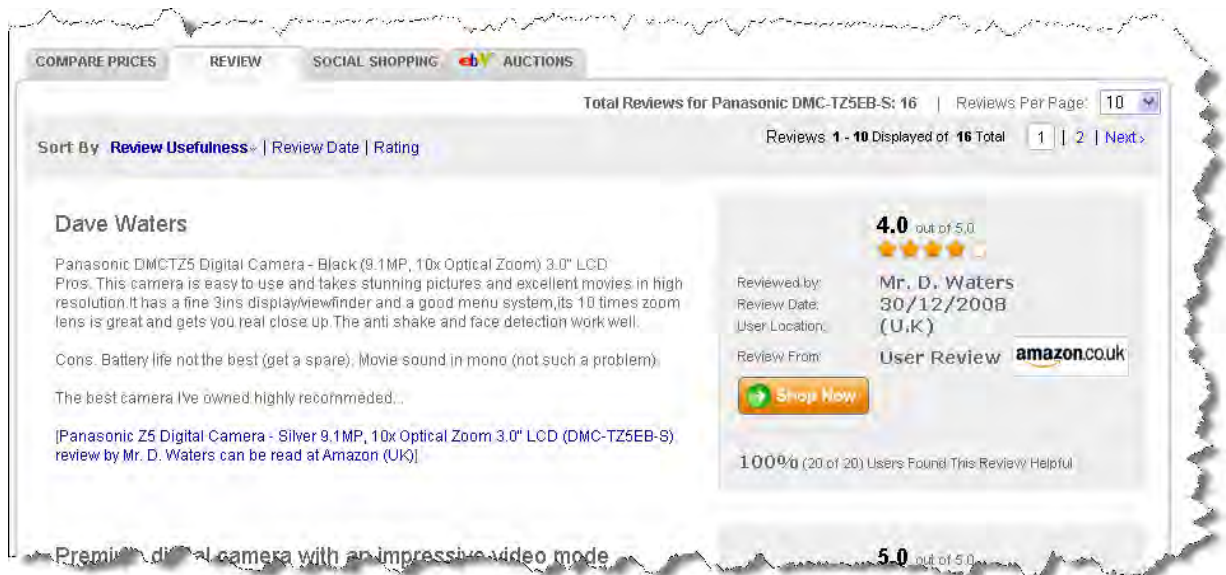 COMPARE PRICES REVIEW SOCIAL SHOPPING ebY AUCTIONS
Total Reviews for Panasonic DMC-TZ5EB-S: 16 | Reviews Per Page: 10
Sort By Review Usefulness | Review Date | Rating
Reviews 1 - 10 Displayed of 16 Total 1 | 2 | Next ›
Dave Waters
Panasonic DMCTZ5 Digital Camera - Black (9.1MP, 10x Optical Zoom) 3.0" LCD
Pros. This camera is easy to use and takes stunning pictures and excellent movies in high
resolution.It has a fine 3ins display/viewfinder and a good menu system,its 10 times zoom
lens is great and gets you real close up.The anti shake and face detection work well.
Cons. Battery life not the best (get a spare). Movie sound in mono (not such a problem).
The best camera Ive owned highly recommeded...
[Panasonic Z5 Digital Camera - Silver 9.1MP, 10x Optical Zoom 3.0" LCD (DMC-TZ5EB-S)
review by Mr. D. Waters can be read at Amazon (UK)]
4.0 out of 5.0
Reviewed by: Mr. D. Waters
Review Date: 30/12/2008
User Location: (U.K)
Review From: User Review amazon.co.uk
Shop Now
100% (20 of 20) Users Found This Review Helpful
Premium digital camera with an impressive video mode
5.0 out of 5.0